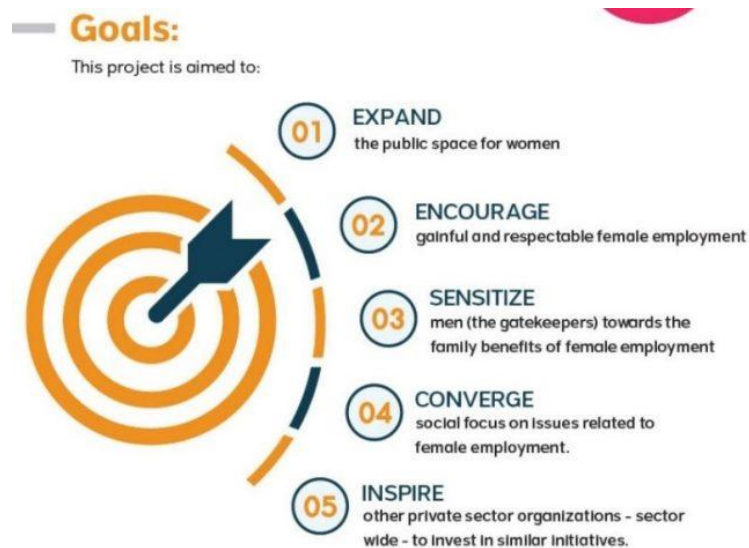 Goals:
This project is aimed to:
01
EXPAND
the public space for women
02
ENCOURAGE
gainful and respectable female employment
03
SENSITIZE
men (the gatekeepers) towards the
family benefits of female employment
04
CONVERGE
social focus on issues related to
female employment.
05
INSPIRE
other private sector organizations - sector
wide - to invest in similar initiatives.